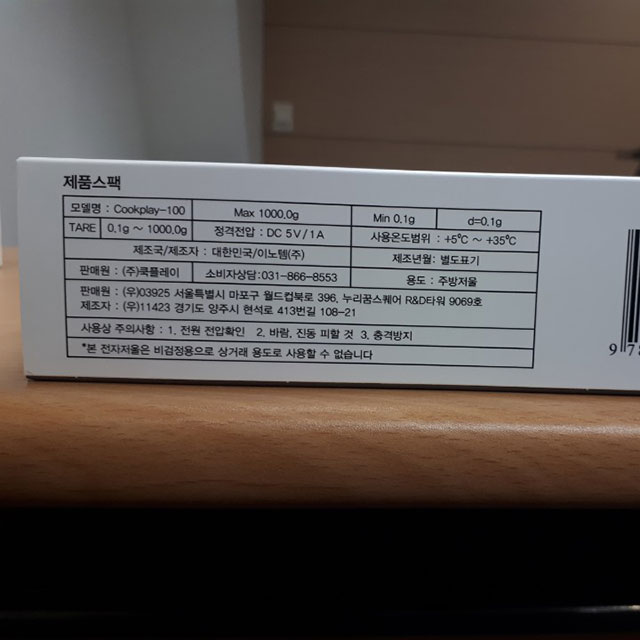 제품스팩
모델명 : Cookplay-100 Max 1000.0g Min 0.1g d=0.1g
TARE 0.1g ~ 1000.0g 정격전압 : DC 5V/1A 사용온도범위 : +5℃ ~ +35℃
제조국/제조자 : 대한민국/이노템(주) 제조년월: 별도표기
판매원 : (주)쿡플레이 소비자상담:031-866-8553 용도 : 주방저울
판매원 : (우)03925 서울특별시 마포구 월드컵북로 396, 누리꿈스퀘어 R&D타워 9069호
제조자 : (우)11423 경기도 양주시 현석로 413번길 108-21
사용상 주의사항 : 1. 전원 전압확인 2. 바람, 진동 피할 것 3. 충격방지
*본 전자저울은 비검정용으로 상거래 용도로 사용할 수 없습니다
9 7